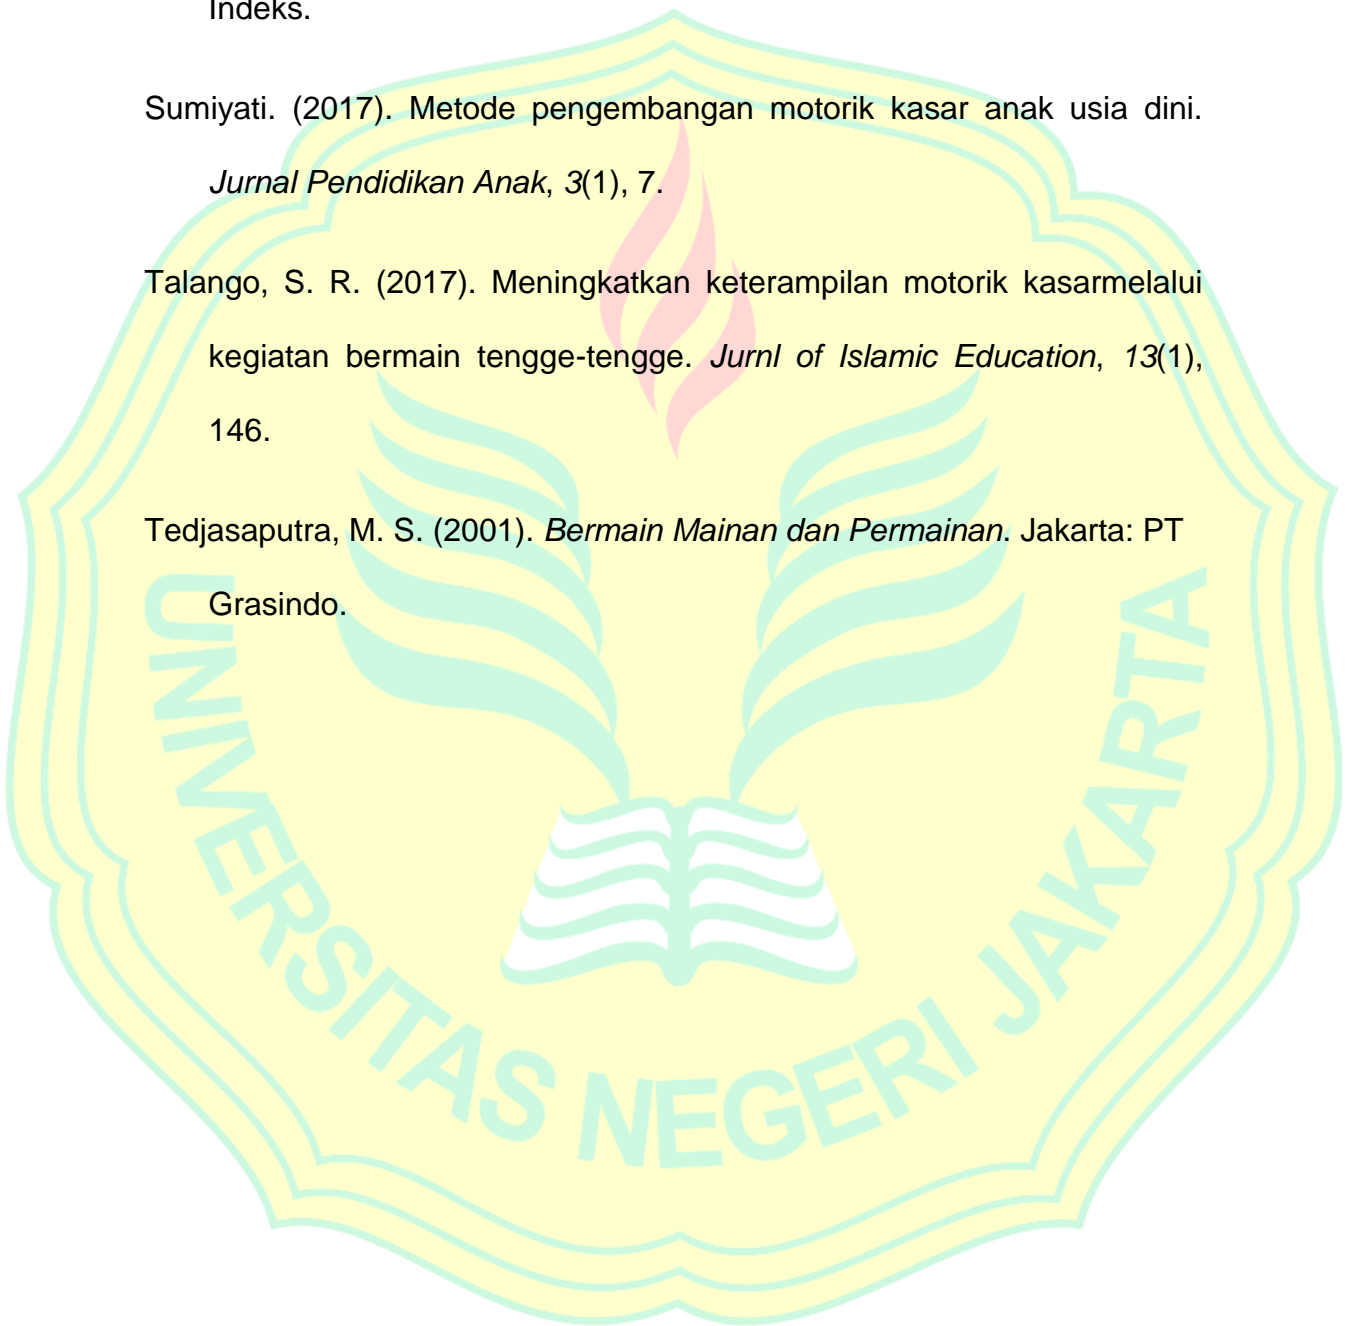 Indeks.
Sumiyati. (2017). Metode pengembangan motorik kasar anak usia dini.
Jurnal Pendidikan Anak, 3(1), 7.
Talango, S. R. (2017). Meningkatkan keterampilan motorik kasarmelalui
kegiatan bermain tengge-tengge. Jurnl of Islamic Education, 13(1),
146.
Tedjasaputra, M. S. (2001). Bermain Mainan dan Permainan. Jakarta: PT
Grasindo.
UNIVERSITAS NEGERI JAKARTA